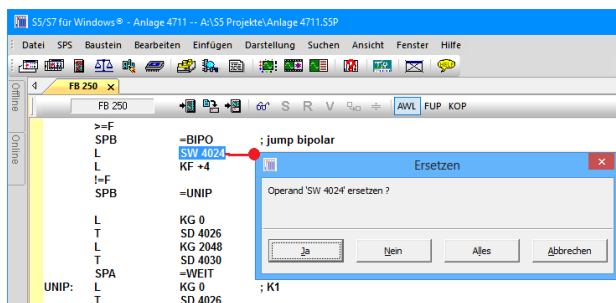 S5/S7 für Windows® - Anlage 4711 -- A:\S5 Projekte\Anlage 4711.S5P
Datei SPS Baustein Bearbeiten Einfügen Darstellung Suchen Ansicht Fenster Hilfe
Offline
Online
FB 250 x
FB 250 S R V AWL FUP KOP
>=F
SPB =BIPO ; jump bipolar
L SW 4024
L KF +4
!=F
SPB =UNIP
L KG 0
T SD 4026
L KG 2048
T SD 4030
SPA =WEIT
UNIP: L KG 0 ; K1
T SD 4026
Ersetzen
Operand 'SW 4024' ersetzen ?
Ja Nein Alles Abbrechen